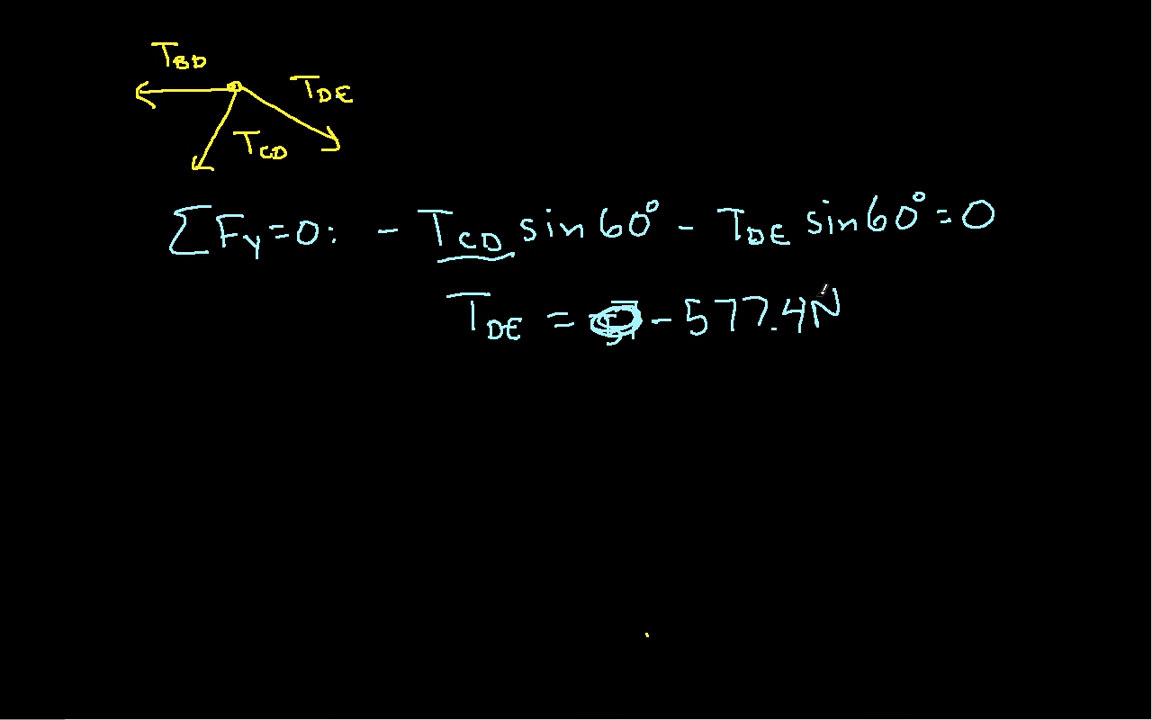 T_BD
T_DE
T_CD
ΣF_y=0: - T_CD sin60° - T_DE sin60° = 0
T_DE = - 577.4N